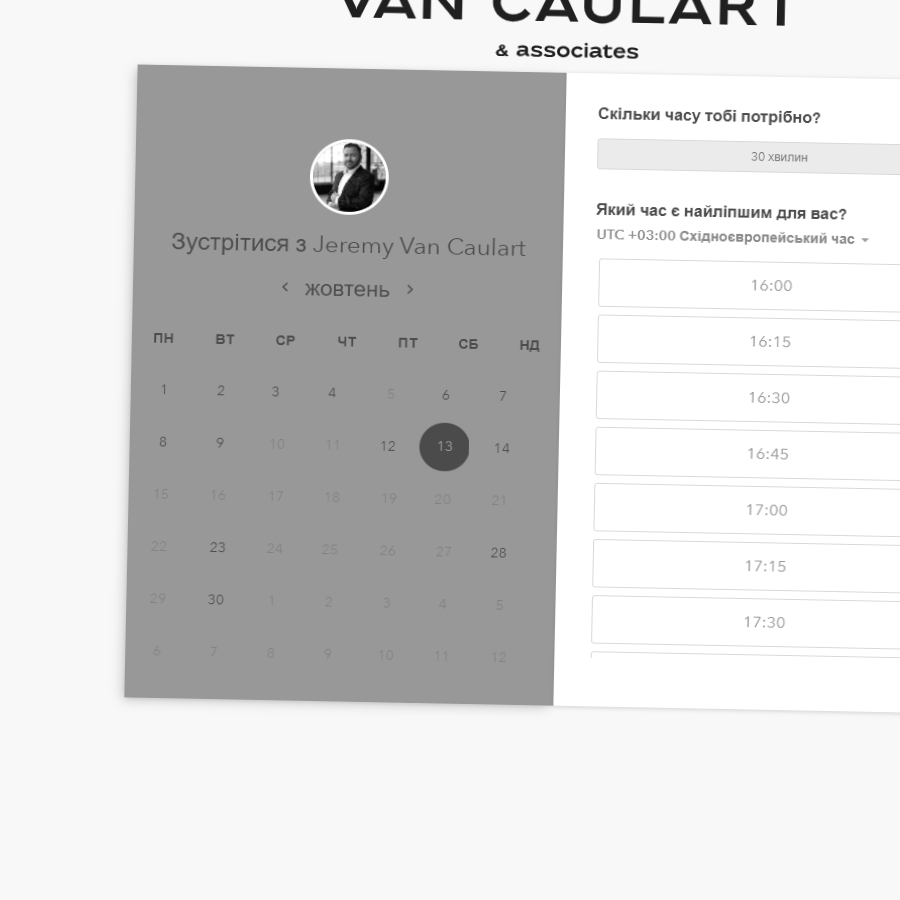 VAN CAULART
& associates
Зустрітися з Jeremy Van Caulart
жовтень
ПН ВТ СР ЧТ ПТ СБ НД
1 2 3 4 5 6 7
8 9 10 11 12 13 14
15 16 17 18 19 20 21
22 23 24 25 26 27 28
29 30 1 2 3 4 5
6 7 8 9 10 11 12
Скільки часу тобі потрібно?
30 хвилин
Який час є найліпшим для вас?
UTC +03:00 Східноєвропейський час
16:00
16:15
16:30
16:45
17:00
17:15
17:30